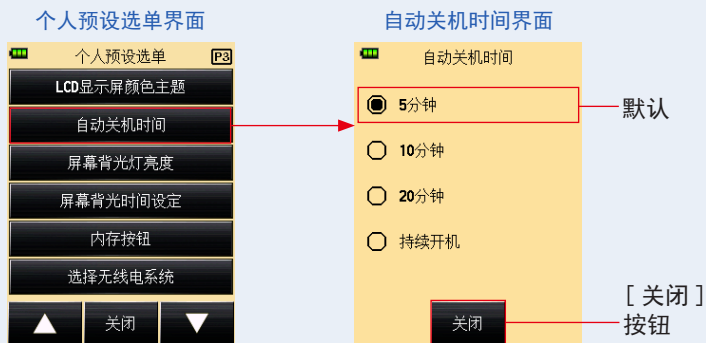 个人预设选单界面
个人预设选单 P3
LCD显示屏颜色主题
自动关机时间
屏幕背光灯亮度
屏幕背光时间设定
内存按钮
选择无线电系统
关闭
自动关机时间界面
自动关机时间
5分钟
10分钟
20分钟
持续开机
关闭
默认
[ 关闭 ]
按钮